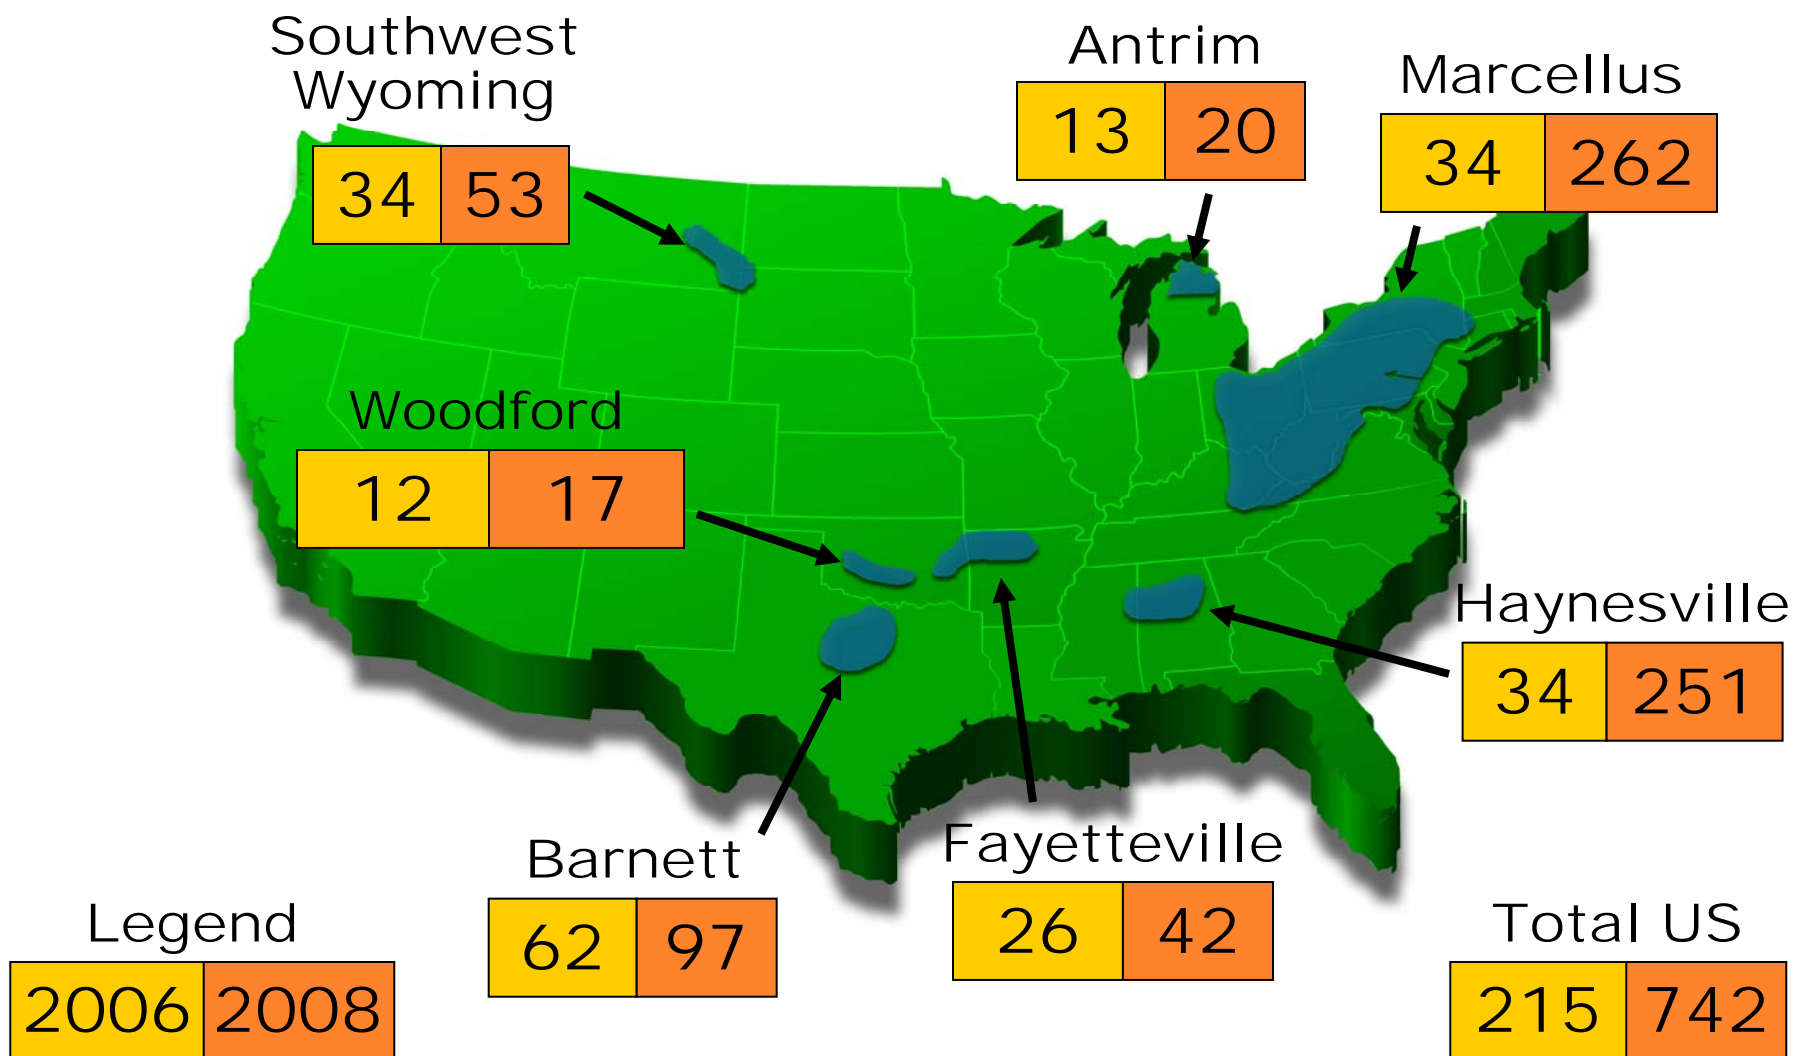 Southwest
Wyoming
34 53
Antrim
13 20
Marcellus
34 262
Woodford
12 17
Haynesville
34 251
Barnett
62 97
Fayetteville
26 42
Legend
2006 2008
Total US
215 742